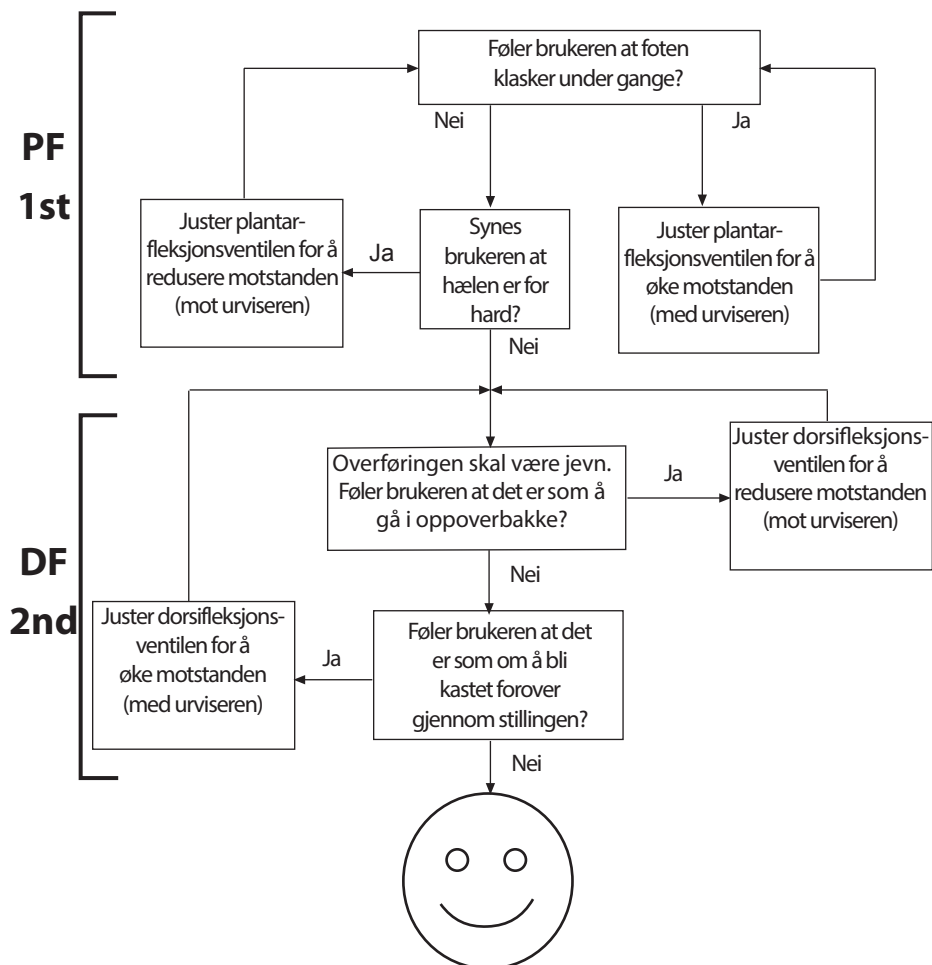 Føler brukeren at foten
klasker under gange?
Nei
Ja
PF
1st
Juster plantar-
fleksjonsventilen for å
redusere motstanden
(mot urviseren)
Ja
Synes
brukeren at
hælen er for
hard?
Juster plantar-
fleksjonsventilen for å
øke motstanden
(med urviseren)
Nei
DF
2nd
Overføringen skal være jevn.
Føler brukeren at det er som å
gå i oppoverbakke?
Ja
Juster dorsifleksjons-
ventilen for å
redusere motstanden
(mot urviseren)
Nei
Juster dorsifleksjons-
ventilen for å
øke motstanden
(med urviseren)
Ja
Føler brukeren at det
er som om å bli
kastet forover
gjennom stillingen?
Nei